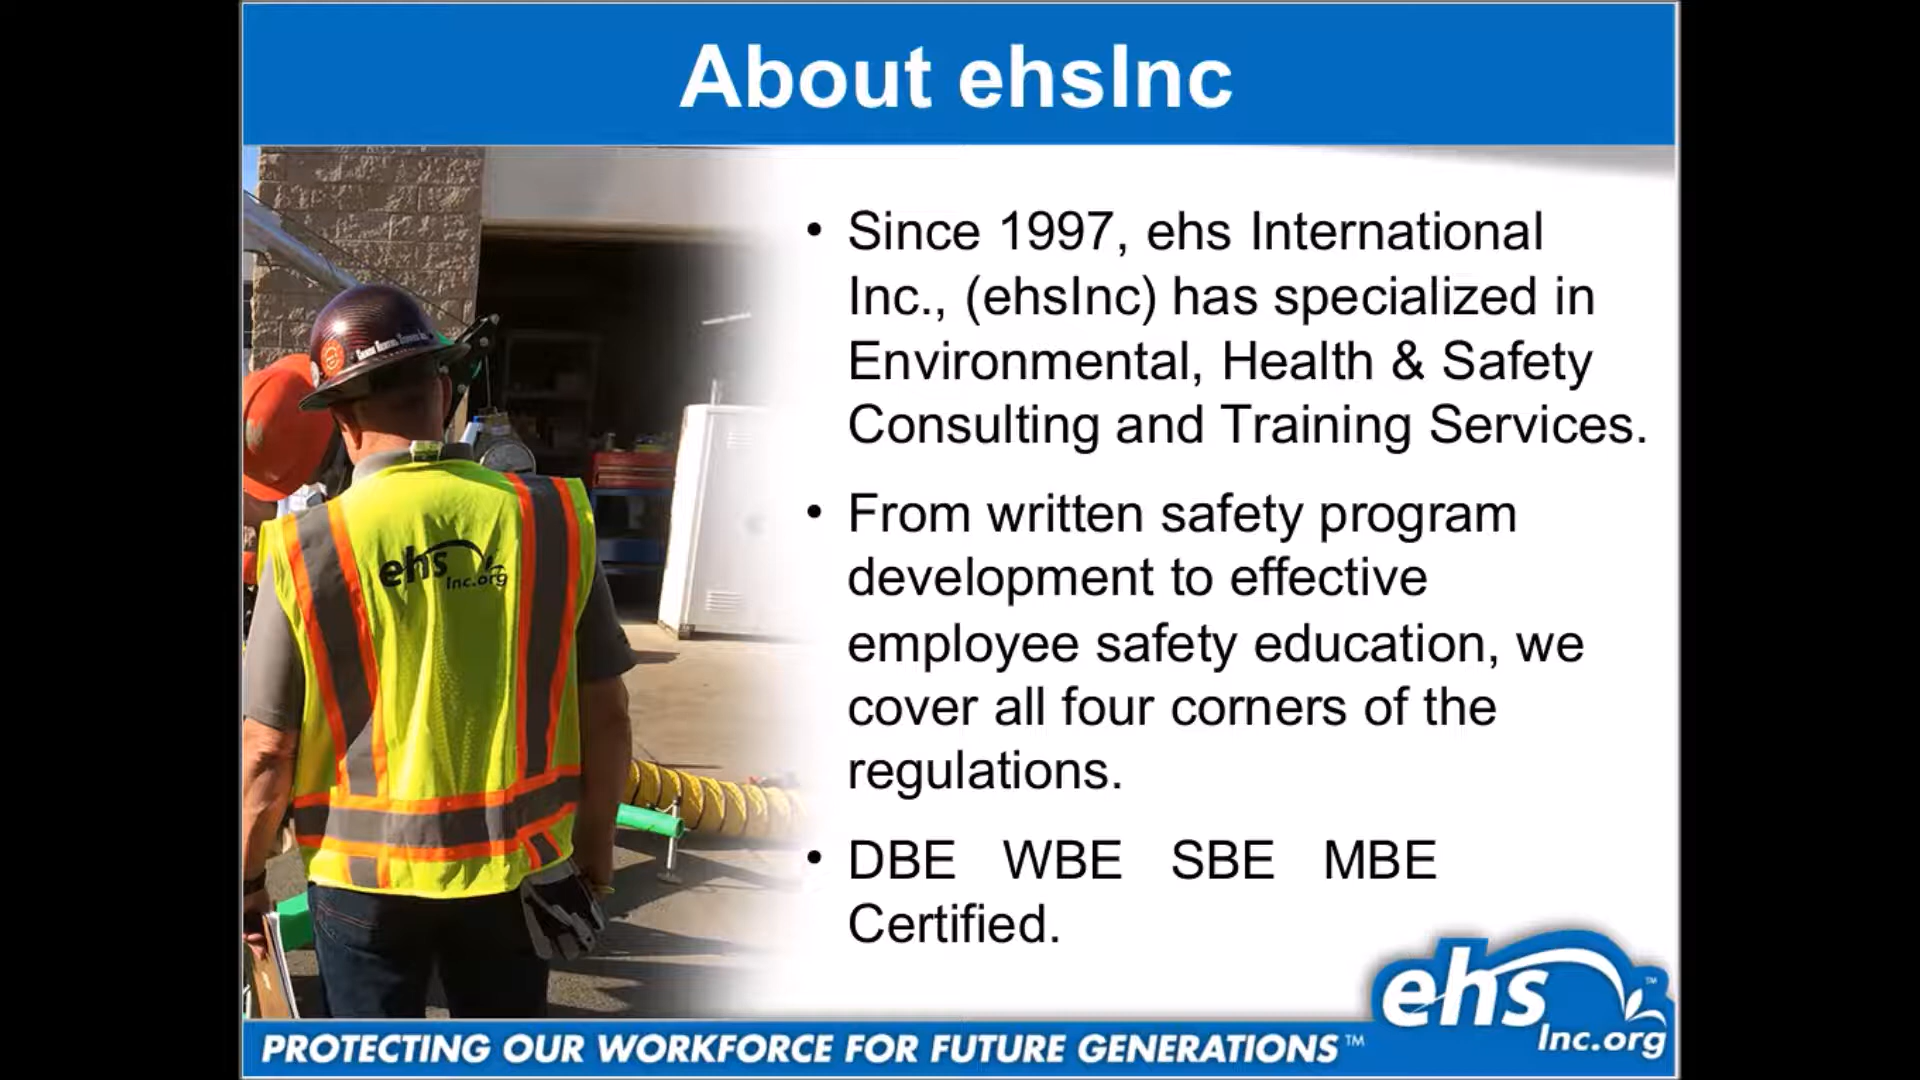 About ehsInc
• Since 1997, ehs International
Inc., (ehsInc) has specialized in
Environmental, Health & Safety
Consulting and Training Services.
• From written safety program
development to effective
employee safety education, we
cover all four corners of the
regulations.
• DBE WBE SBE MBE
Certified.
ehs
Inc.org
PROTECTING OUR WORKFORCE FOR FUTURE GENERATIONS™
ehs™
Inc.org